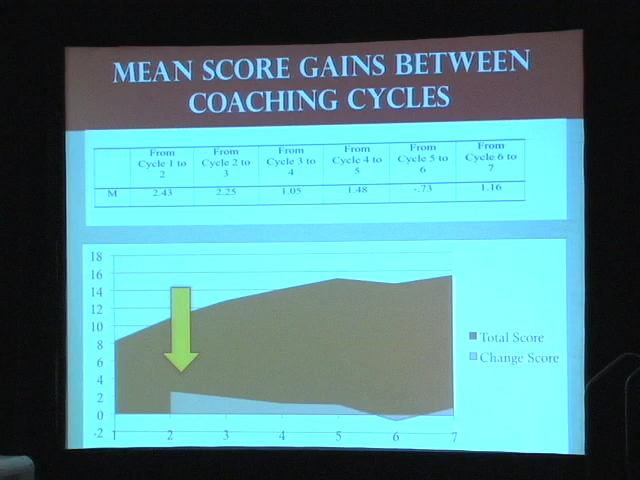 MEAN SCORE GAINS BETWEEN
COACHING CYCLES
From Cycle 1 to 2
From Cycle 2 to 3
From Cycle 3 to 4
From Cycle 4 to 5
From Cycle 5 to 6
From Cycle 6 to 7
M 2.43 2.25 1.05 1.48 -.73 1.16
18
16
14
12
10
8
6
4
2
0
-2
1 2 3 4 5 6 7
Total Score
Change Score